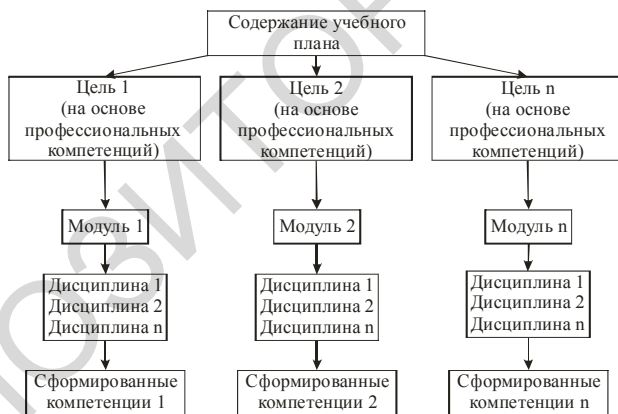 Содержание учебного
плана
Цель 1
(на основе
профессиональных
компетенций)
Цель 2
(на основе
профессиональных
компетенций)
Цель n
(на основе
профессиональных
компетенций)
Модуль 1
Модуль 2
Модуль n
Дисциплина 1
Дисциплина 2
Дисциплина n
Дисциплина 1
Дисциплина 2
Дисциплина n
Дисциплина 1
Дисциплина 2
Дисциплина n
Сформированные
компетенции 1
Сформированные
компетенции 2
Сформированные
компетенции n